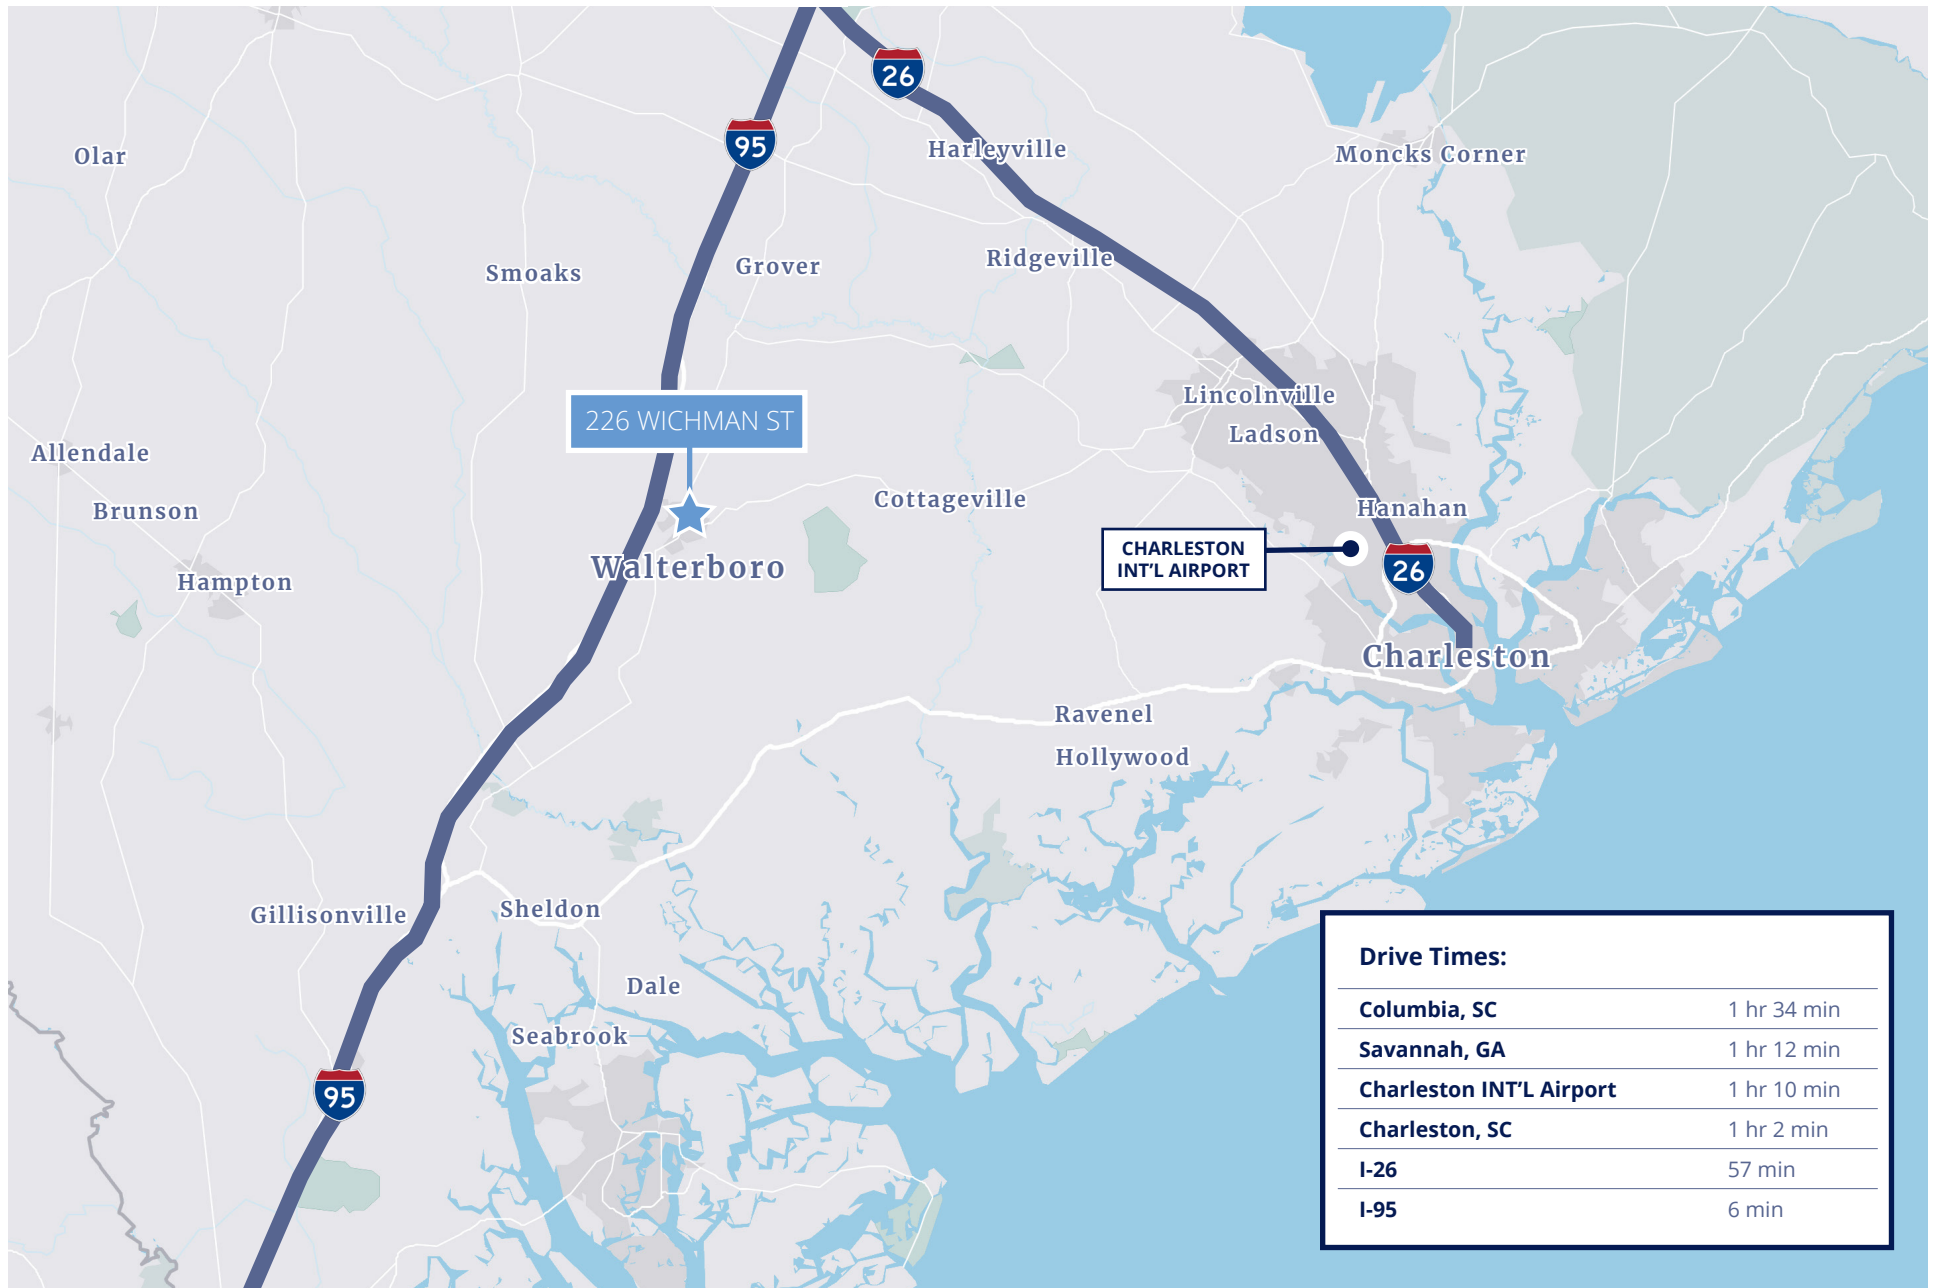 26
95
Harleyville
Olar
Moncks Corner
Smoaks
Grover
Ridgeville
Lincolnville
226 WICHMAN ST
Ladson
Allendale
Brunson
Cottageville
Hanahan
CHARLESTON
INT'L AIRPORT
26
Walterboro
Hampton
Charleston
Ravenel
Hollywood
Gillisonville
Sheldon
Dale
Seabrook
95
Drive Times:
Columbia, SC 1 hr 34 min
Savannah, GA 1 hr 12 min
Charleston INT'L Airport 1 hr 10 min
Charleston, SC 1 hr 2 min
I-26 57 min
I-95 6 min